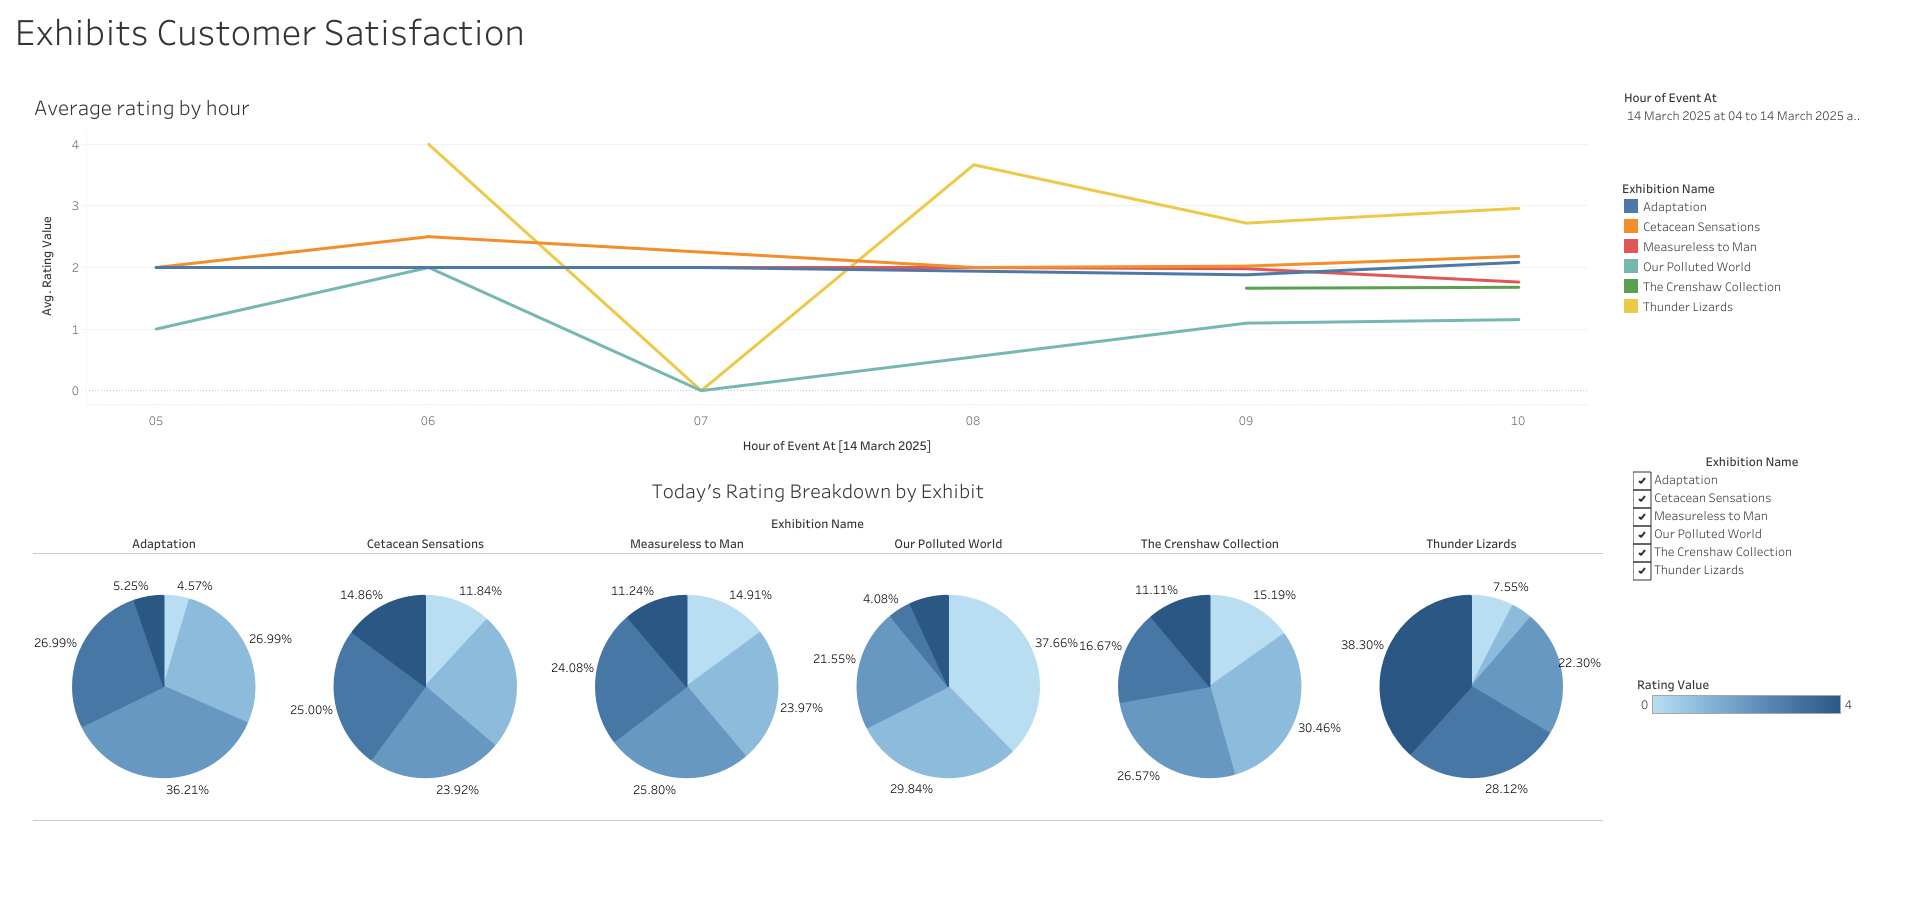 Exhibits Customer Satisfaction
Average rating by hour
Avg. Rating Value
4
3
2
1
0
05 06 07 08 09 10
Hour of Event At [14 March 2025]
Hour of Event At
14 March 2025 at 04 to 14 March 2025 a..
Exhibition Name
Adaptation
Cetacean Sensations
Measureless to Man
Our Polluted World
The Crenshaw Collection
Thunder Lizards
Today's Rating Breakdown by Exhibit
Exhibition Name
Adaptation Cetacean Sensations Measureless to Man Our Polluted World The Crenshaw Collection Thunder Lizards
5.25% 4.57%
26.99% 26.99%
36.21%
14.86% 11.84%
25.00%
23.92%
11.24% 14.91%
24.08%
23.97%
25.80%
4.08%
37.66%
21.55%
29.84%
11.11% 15.19%
16.67%
30.46%
26.57%
7.55%
38.30%
22.30%
28.12%
Exhibition Name
Adaptation
Cetacean Sensations
Measureless to Man
Our Polluted World
The Crenshaw Collection
Thunder Lizards
Rating Value
0 4